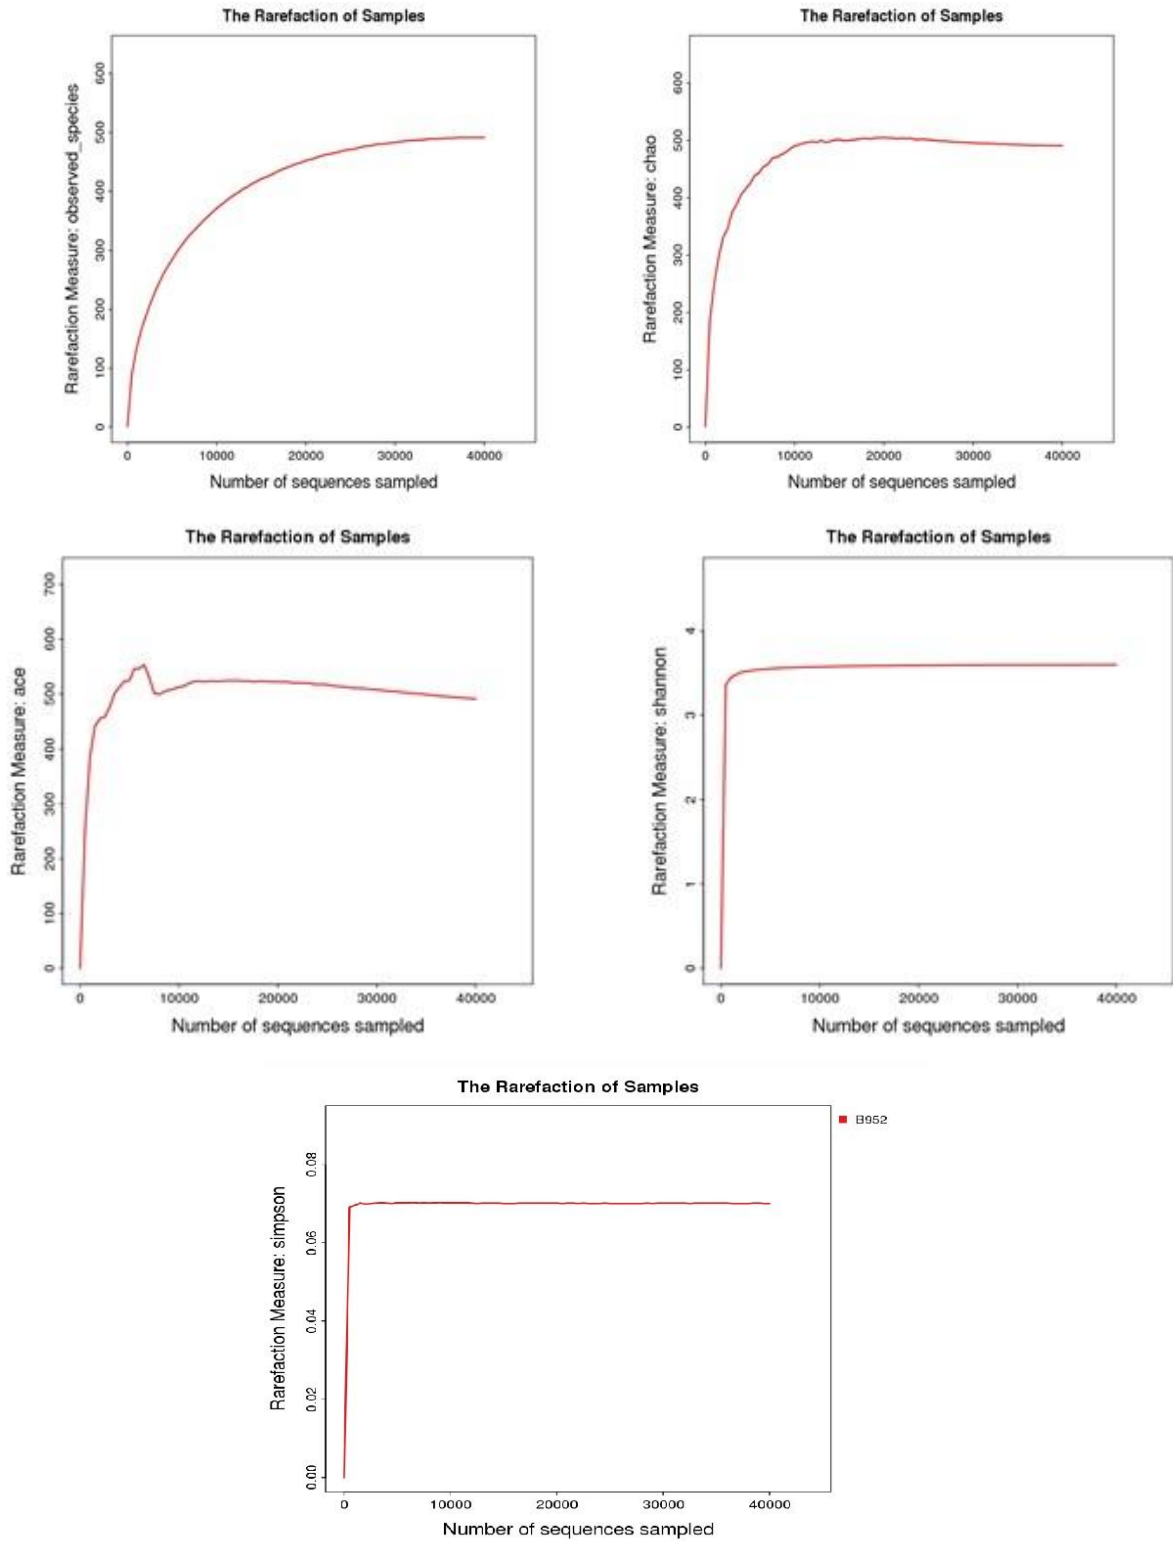 The Rarefaction of Samples
Rarefaction Measure: observed_species
600
500
400
300
200
100
0
0 10000 20000 30000 40000
Number of sequences sampled
The Rarefaction of Samples
Rarefaction Measure: chao
600
500
400
300
200
100
0
0 10000 20000 30000 40000
Number of sequences sampled
The Rarefaction of Samples
Rarefaction Measure: ace
700
600
500
400
300
200
100
0
0 10000 20000 30000 40000
Number of sequences sampled
The Rarefaction of Samples
Rarefaction Measure: shannon
4
3
2
1
0
0 10000 20000 30000 40000
Number of sequences sampled
The Rarefaction of Samples
B952
Rarefaction Measure: simpson
0.08
0.06
0.04
0.02
0.00
0 10000 20000 30000 40000
Number of sequences sampled